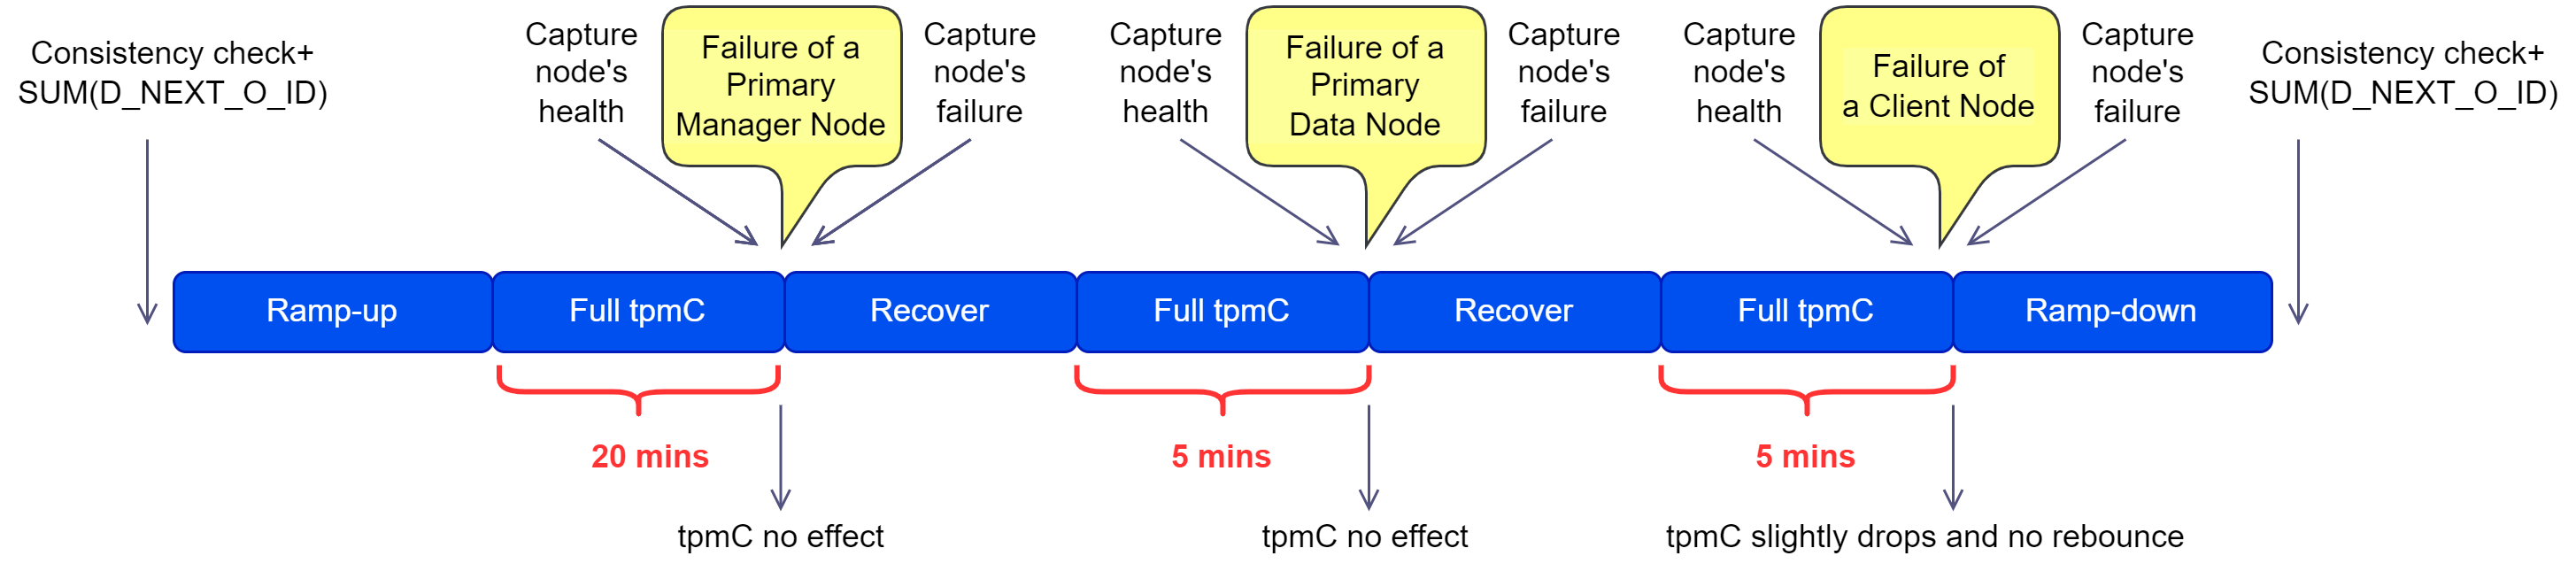 Consistency check+
SUM(D_NEXT_O_ID)
Capture
node's
health
Failure of a
Primary
Manager Node
Capture
node's
failure
Capture
node's
health
Failure of a
Primary
Data Node
Capture
node's
failure
Capture
node's
health
Failure of
a Client Node
Capture
node's
failure
Consistency check+
SUM(D_NEXT_O_ID)
Ramp-up
Full tpmC
Recover
Full tpmC
Recover
Full tpmC
Ramp-down
20 mins
5 mins
5 mins
tpmC no effect
tpmC no effect
tpmC slightly drops and no rebounce